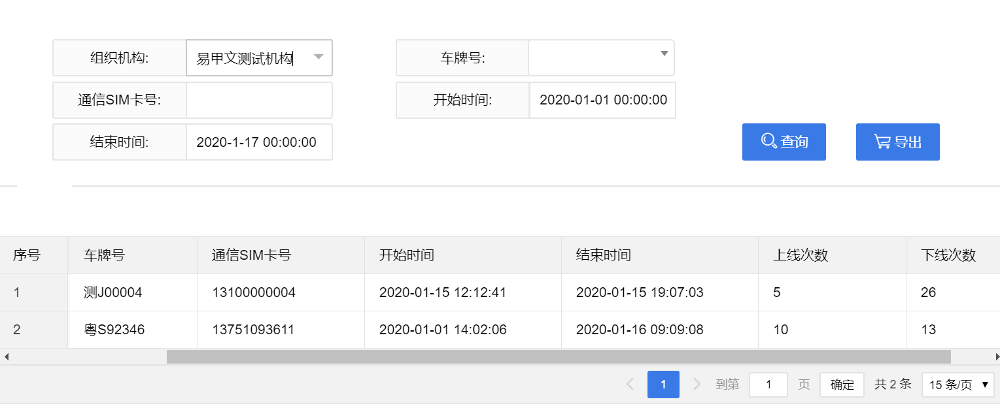 组织机构: 易甲文测试机构 车牌号:
通信SIM卡号: 开始时间: 2020-01-01 00:00:00
结束时间: 2020-1-17 00:00:00 查询 导出
序号 车牌号 通信SIM卡号 开始时间 结束时间 上线次数 下线次数
1 测J00004 13100000004 2020-01-15 12:12:41 2020-01-15 19:07:03 5 26
2 粤S92346 13751093611 2020-01-01 14:02:06 2020-01-16 09:09:08 10 13
1 到第 1 页 确定 共 2 条 15 条/页